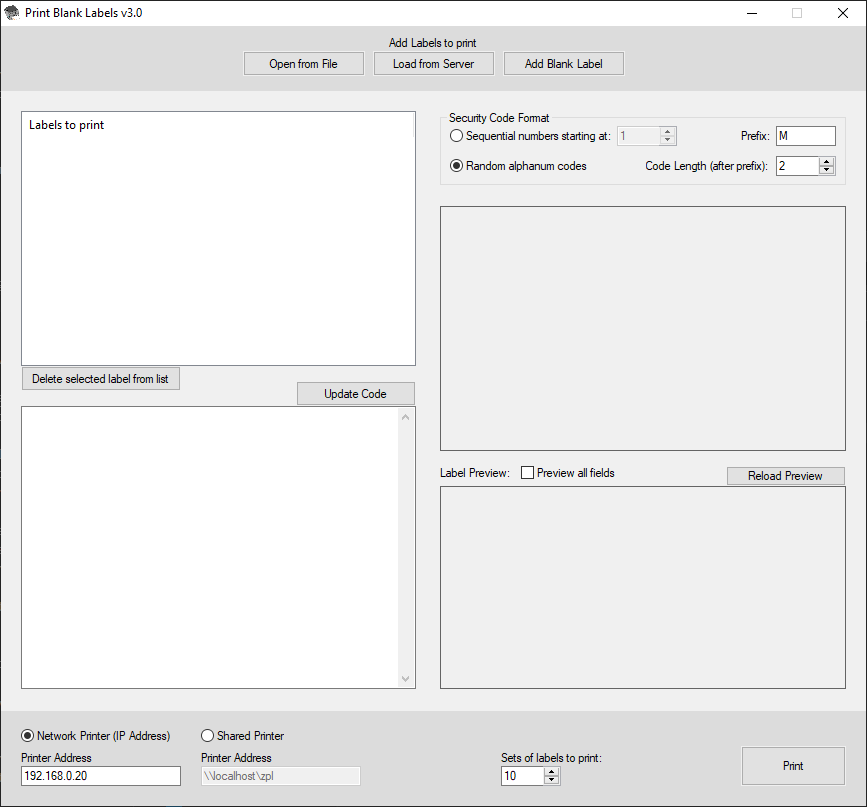 Print Blank Labels v3.0
Add Labels to print
Open from File
Load from Server
Add Blank Label
Labels to print
Security Code Format
Sequential numbers starting at: 1 Prefix: M
Random alphanum codes Code Length (after prefix): 2
Delete selected label from list
Update Code
Label Preview: Preview all fields
Reload Preview
Network Printer (IP Address) Shared Printer
Printer Address Printer Address Sets of labels to print:
192.168.0.20 \\localhost\zpl 10
Print